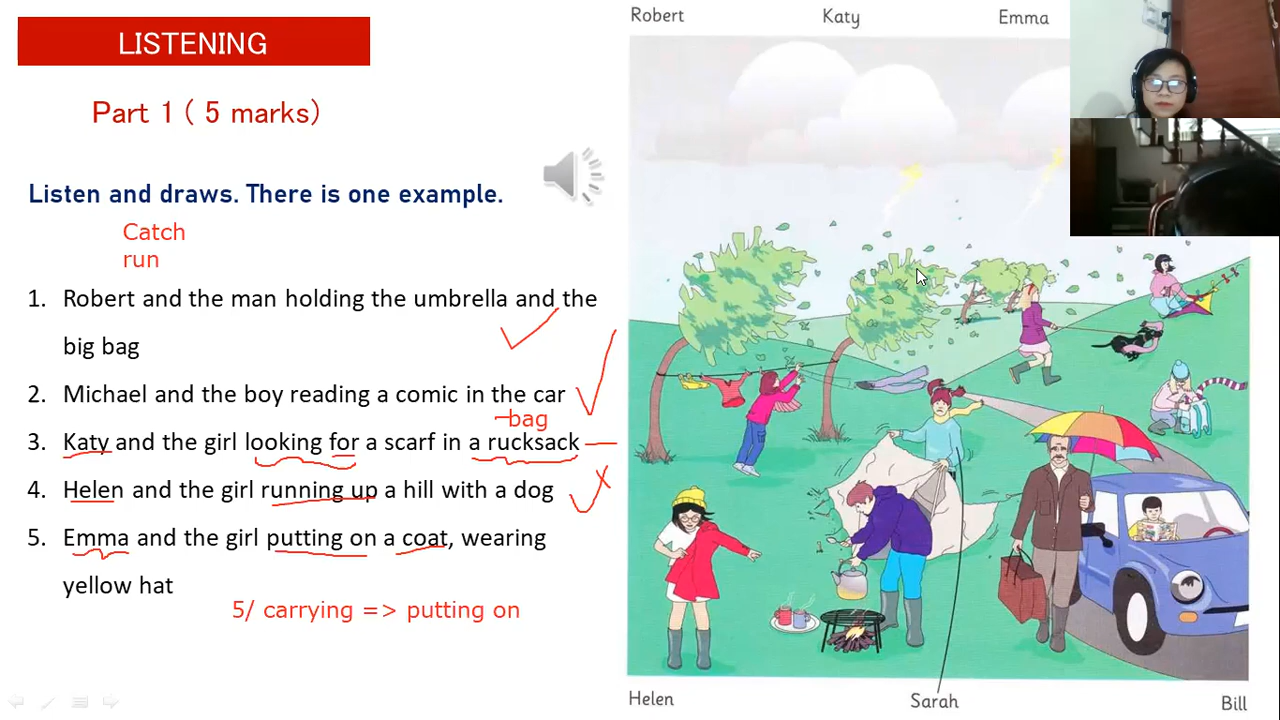 LISTENING
Part 1 ( 5 marks)
Listen and draws. There is one example.
Catch
run
1. Robert and the man holding the umbrella and the
big bag
2. Michael and the boy reading a comic in the car
bag
3. Katy and the girl looking for a scarf in a rucksack
4. Helen and the girl running up a hill with a dog
5. Emma and the girl putting on a coat, wearing
yellow hat
5/ carrying => putting on
Robert Katy Emma
Helen Sarah Bill